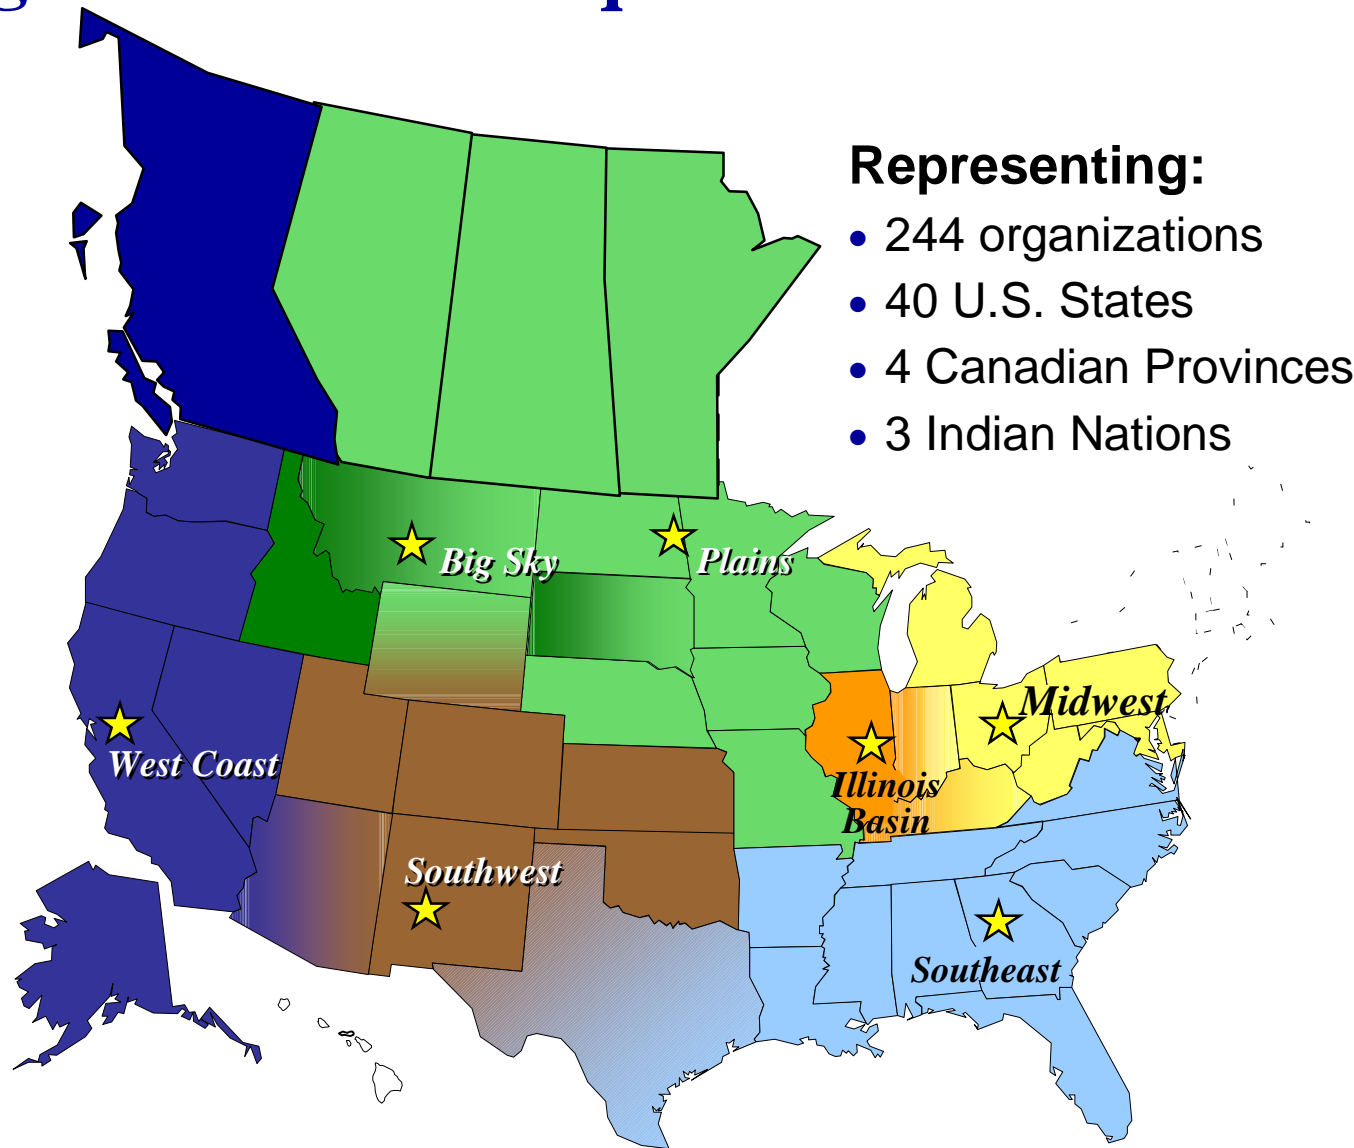 Representing:
• 244 organizations
• 40 U.S. States
• 4 Canadian Provinces
• 3 Indian Nations
Big Sky
Plains
Midwest
West Coast
Illinois
Basin
Southwest
Southeast